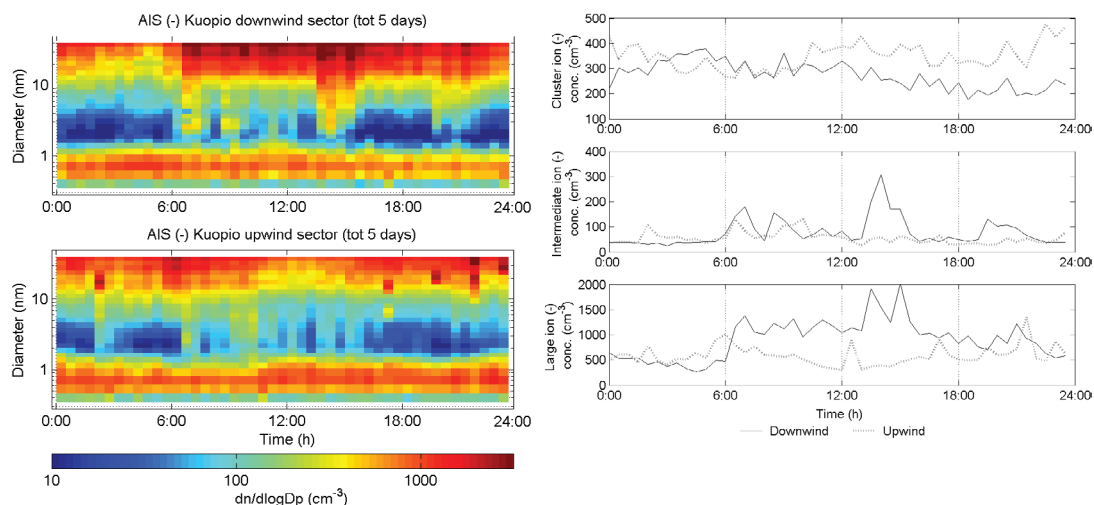 AIS (-) Kuopio downwind sector (tot 5 days)
Diameter (nm)
10
1
0:00 6:00 12:00 18:00 24:00
AIS (-) Kuopio upwind sector (tot 5 days)
Diameter (nm)
10
1
0:00 6:00 12:00 18:00 24:00
Time (h)
10 100 1000
dn/dlogDp (cm-3)
Cluster ion (-)
conc. (cm-3)
500
400
300
200
100
0:00 6:00 12:00 18:00 24:00
Intermediate ion (-)
conc. (cm-3)
400
300
200
100
0
0:00 6:00 12:00 18:00 24:00
Large ion (-)
conc. (cm-3)
2000
1500
1000
500
0
0:00 6:00 12:00 18:00 24:00
Time (h)
Downwind Upwind